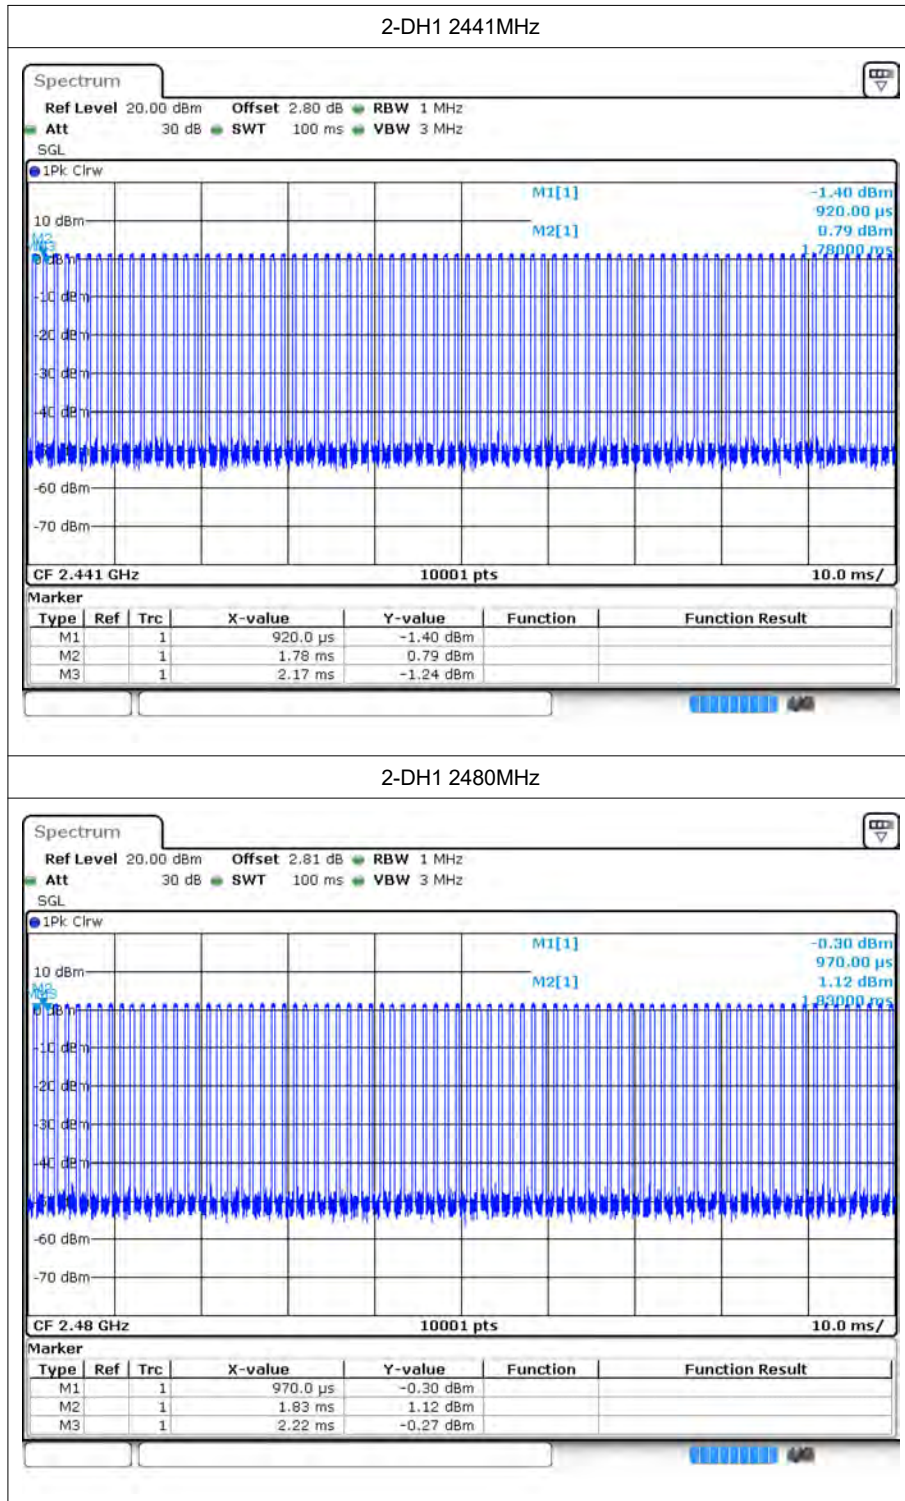 2-DH1 2441MHz
Spectrum
Ref Level 20.00 dBm Offset 2.80 dB RBW 1 MHz
Att 30 dB SWT 100 ms VBW 3 MHz
SGL
1Pk Clrw
M1[1] -1.40 dBm
920.00 µs
10 dBm
M2[1] 0.79 dBm
1.78000 ms
M2
0 dBm
-10 dBm
-20 dBm
-30 dBm
-40 dBm
-60 dBm
-70 dBm
CF 2.441 GHz 10001 pts 10.0 ms/
Marker
Type Ref Trc X-value Y-value Function Function Result
M1 1 920.0 µs -1.40 dBm
M2 1 1.78 ms 0.79 dBm
M3 1 2.17 ms -1.24 dBm
2-DH1 2480MHz
Spectrum
Ref Level 20.00 dBm Offset 2.81 dB RBW 1 MHz
Att 30 dB SWT 100 ms VBW 3 MHz
SGL
1Pk Clrw
M1[1] -0.30 dBm
970.00 µs
10 dBm
M2[1] 1.12 dBm
1.83000 ms
M2
0 dBm
-10 dBm
-20 dBm
-30 dBm
-40 dBm
-60 dBm
-70 dBm
CF 2.48 GHz 10001 pts 10.0 ms/
Marker
Type Ref Trc X-value Y-value Function Function Result
M1 1 970.0 µs -0.30 dBm
M2 1 1.83 ms 1.12 dBm
M3 1 2.22 ms -0.27 dBm